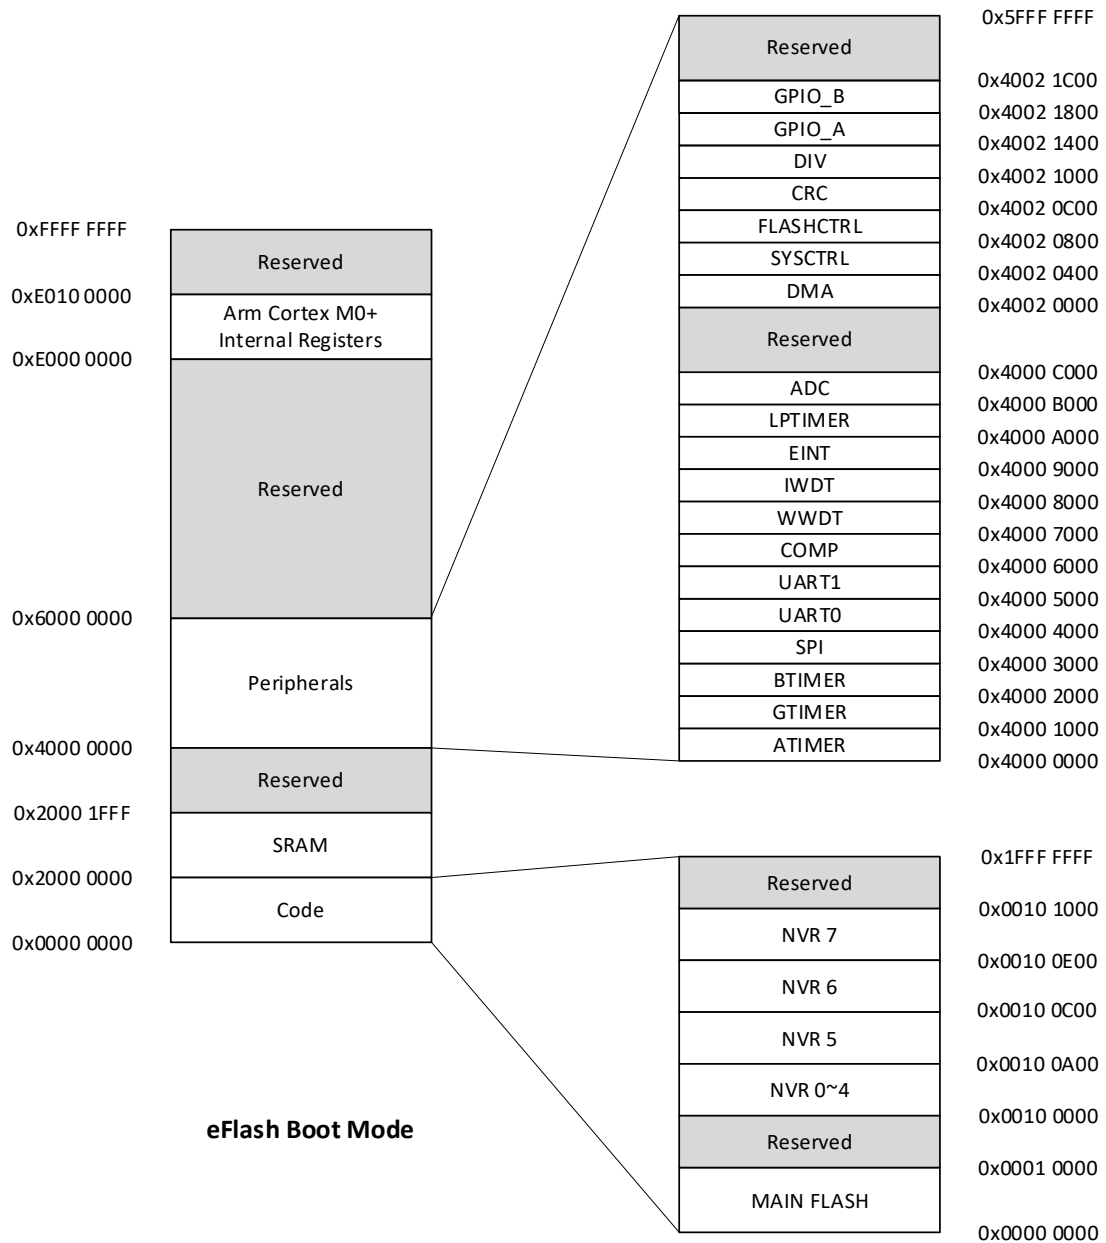 0xFFFF FFFF
Reserved
0xE010 0000
Arm Cortex M0+
Internal Registers
0xE000 0000
Reserved
0x6000 0000
Peripherals
0x4000 0000
Reserved
0x2000 1FFF
SRAM
0x2000 0000
Code
0x0000 0000
eFlash Boot Mode
0x5FFF FFFF
Reserved
0x4002 1C00
GPIO_B
0x4002 1800
GPIO_A
0x4002 1400
DIV
0x4002 1000
CRC
0x4002 0C00
FLASHCTRL
0x4002 0800
SYSCTRL
0x4002 0400
DMA
0x4002 0000
Reserved
0x4000 C000
ADC
0x4000 B000
LPTIMER
0x4000 A000
EINT
0x4000 9000
IWDT
0x4000 8000
WWDT
0x4000 7000
COMP
0x4000 6000
UART1
0x4000 5000
UART0
0x4000 4000
SPI
0x4000 3000
BTIMER
0x4000 2000
GTIMER
0x4000 1000
ATIMER
0x4000 0000
0x1FFF FFFF
Reserved
0x0010 1000
NVR 7
0x0010 0E00
NVR 6
0x0010 0C00
NVR 5
0x0010 0A00
NVR 0~4
0x0010 0000
Reserved
0x0001 0000
MAIN FLASH
0x0000 0000